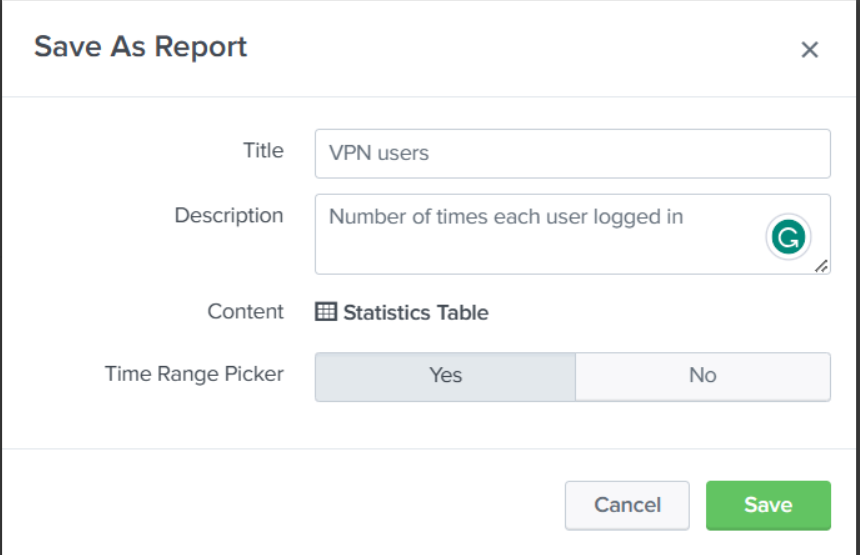 Save As Report
Title
VPN users
Description
Number of times each user logged in
Content
Statistics Table
Time Range Picker
Yes
No
Cancel
Save